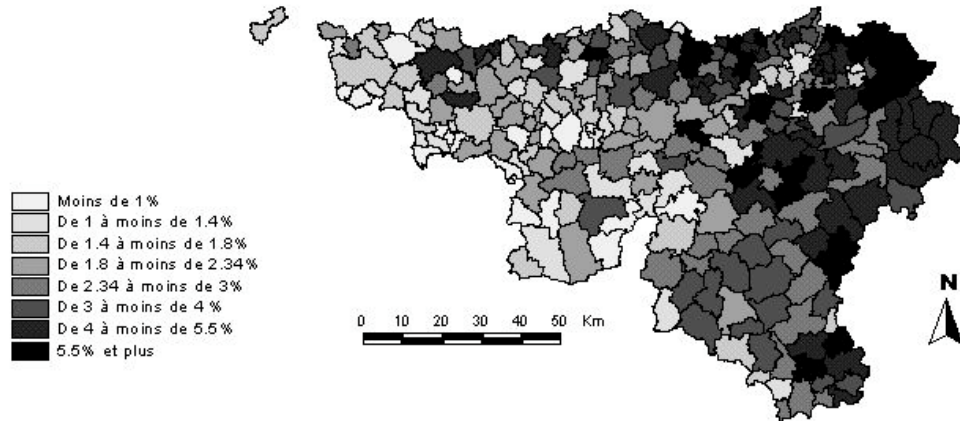 Moins de 1%
De 1 à moins de 1.4%
De 1.4 à moins de 1.8%
De 1.8 à moins de 2.34%
De 2.34 à moins de 3%
De 3 à moins de 4%
De 4 à moins de 5.5%
5.5% et plus
0 10 20 30 40 50 Km
N